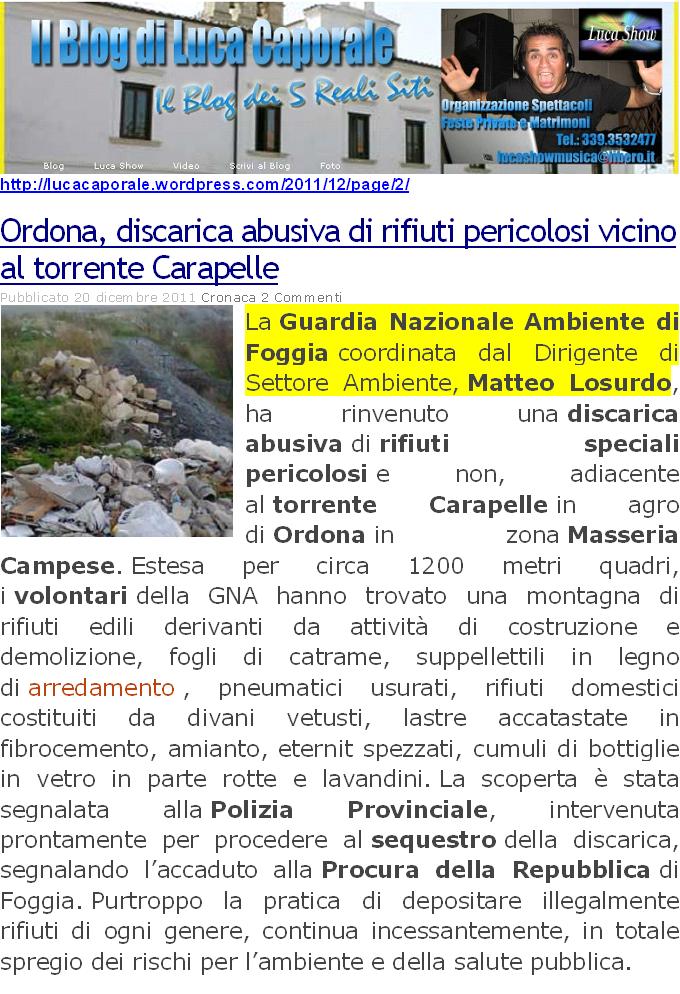 Il Blog di Luca Caporale
Il Blog dei 5 Reali Siti
Luca Show
Organizzazione Spettacoli
Feste Private e Matrimoni
Tel.: 339.3532477
lucashowmusica@libero.it
Blog Luca Show Video Scrivi al Blog Foto
http://lucacaporale.wordpress.com/2011/12/page/2/
Ordona, discarica abusiva di rifiuti pericolosi vicino
al torrente Carapelle
Pubblicato 20 dicembre 2011 Cronaca 2 Commenti
La Guardia Nazionale Ambiente di
Foggia coordinata dal Dirigente di
Settore Ambiente, Matteo Losurdo,
ha rinvenuto una discarica
abusiva di rifiuti speciali
pericolosi e non, adiacente
al torrente Carapelle in agro
di Ordona in zona Masseria
Campese. Estesa per circa 1200 metri quadri,
i volontari della GNA hanno trovato una montagna di
rifiuti edili derivanti da attività di costruzione e
demolizione, fogli di catrame, suppellettili in legno
di arredamento , pneumatici usurati, rifiuti domestici
costituiti da divani vetusti, lastre accatastate in
fibrocemento, amianto, eternit spezzati, cumuli di bottiglie
in vetro in parte rotte e lavandini. La scoperta è stata
segnalata alla Polizia Provinciale, intervenuta
prontamente per procedere al sequestro della discarica,
segnalando l’accaduto alla Procura della Repubblica di
Foggia. Purtroppo la pratica di depositare illegalmente
rifiuti di ogni genere, continua incessantemente, in totale
spregio dei rischi per l’ambiente e della salute pubblica.